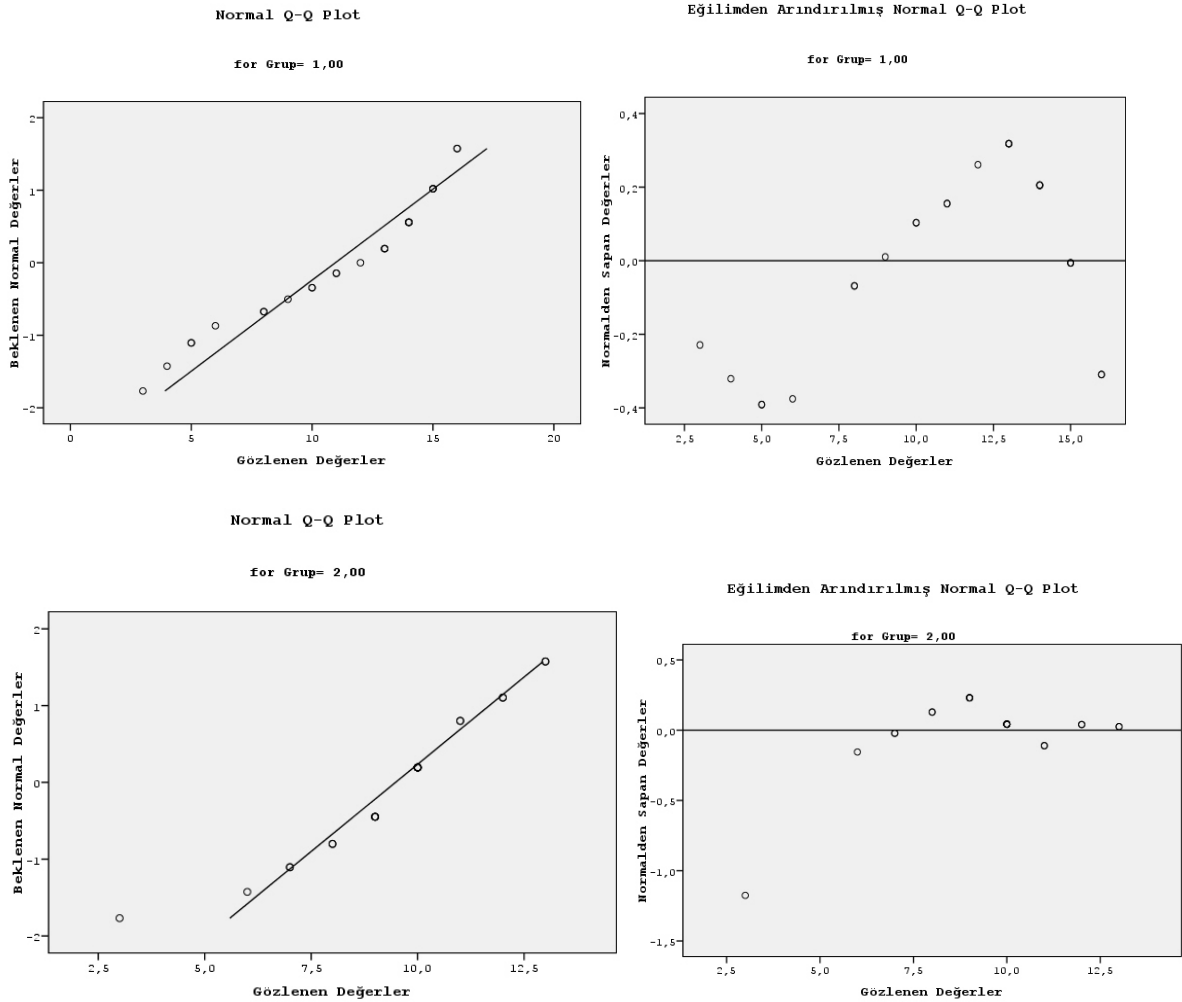 Normal Q-Q Plot
for Grup= 1,00
Beklenen Normal Değerler
2
1
0
-1
-2
0 5 10 15 20
Gözlenen Değerler
Eğilimden Arındırılmış Normal Q-Q Plot
for Grup= 1,00
Normalden Sapan Değerler
0,4
0,2
0,0
-0,2
-0,4
2,5 5,0 7,5 10,0 12,5 15,0
Gözlenen Değerler
Normal Q-Q Plot
for Grup= 2,00
Beklenen Normal Değerler
2
1
0
-1
-2
2,5 5,0 7,5 10,0 12,5
Gözlenen Değerler
Eğilimden Arındırılmış Normal Q-Q Plot
for Grup= 2,00
Normalden Sapan Değerler
0,5
0,0
-0,5
-1,0
-1,5
2,5 5,0 7,5 10,0 12,5
Gözlenen Değerler